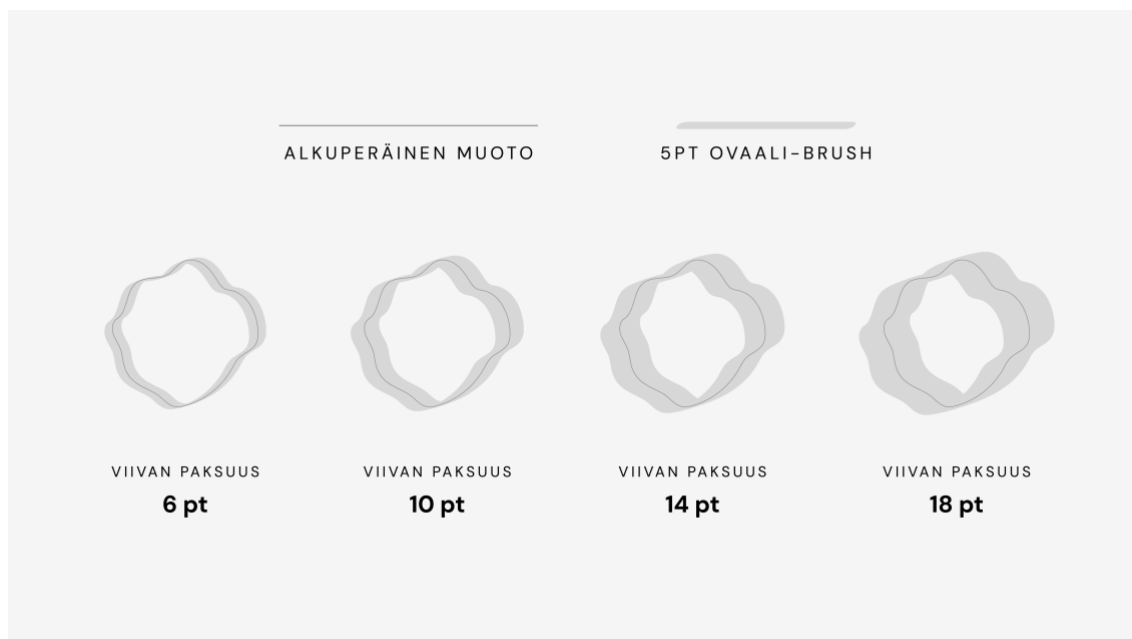 ALKUPERÄINEN MUOTO
5PT OVAALI-BRUSH
VIIVAN PAKSUUS
6 pt
VIIVAN PAKSUUS
10 pt
VIIVAN PAKSUUS
14 pt
VIIVAN PAKSUUS
18 pt